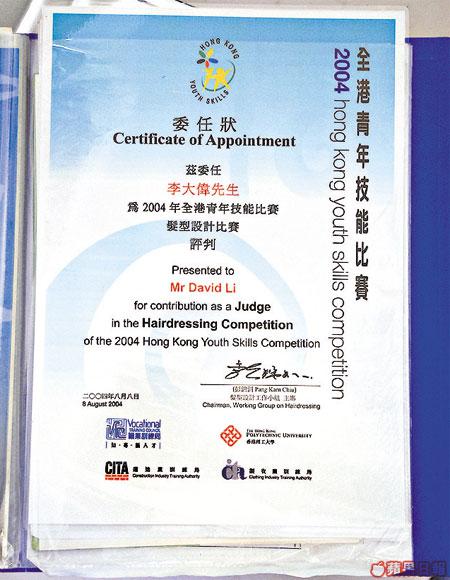 HONG KONG
YOUTH SKILLS
委任狀
Certificate of Appointment
茲委任
李大偉先生
為2004年全港青年技能比賽
髮型設計比賽
評判
Presented to
Mr David Li
for contribution as a Judge
in the Hairdressing Competition
of the 2004 Hong Kong Youth Skills Competition
全港青年技能比賽
2004 hong kong youth skills competition
Pang Kam Chiu)
髮型設計工作小組 主席
Chairman, Working Group on Hairdressing
二〇〇四年八月八日
8 August 2004
Vocational
TRAINING COUNCIL
職業訓練局
THE HONG KONG
POLYTECHNIC UNIVERSITY
香港理工大學
CITA 建造業訓練局
Construction Industry Training Authority
製衣業訓練局
Clothing Industry Training Authority
蘋果日報